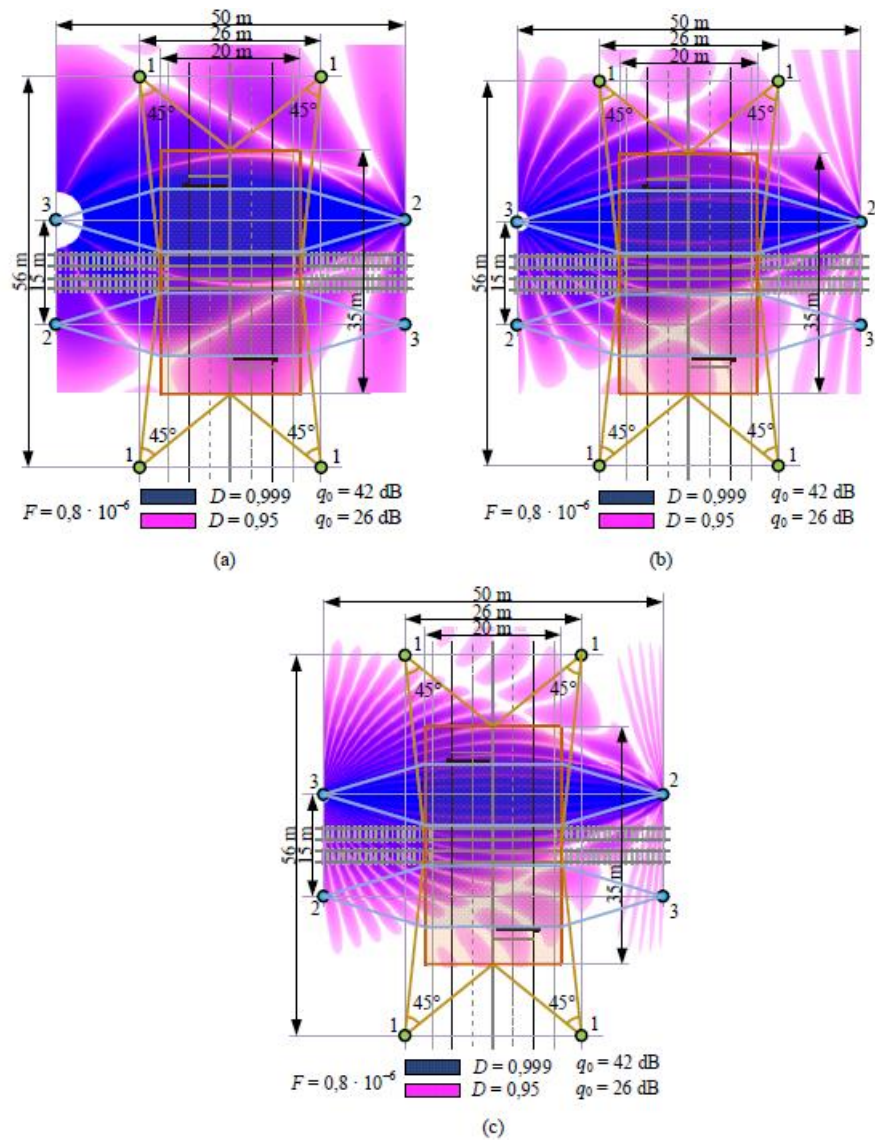 50 m
26 m
20 m
1
1
45°
45°
3
2
56 m
15 m
35 m
2
3
45°
45°
1
1
F = 0,8 · 10⁻⁶
D = 0,999
q₀ = 42 dB
D = 0,95
q₀ = 26 dB
(a)
50 m
26 m
20 m
1
1
45°
45°
3
2
56 m
15 m
35 m
2
3
45°
45°
1
1
F = 0,8 · 10⁻⁶
D = 0,999
q₀ = 42 dB
D = 0,95
q₀ = 26 dB
(b)
50 m
26 m
20 m
1
1
45°
45°
3
2
56 m
15 m
35 m
2
3
45°
45°
1
1
F = 0,8 · 10⁻⁶
D = 0,999
q₀ = 42 dB
D = 0,95
q₀ = 26 dB
(c)